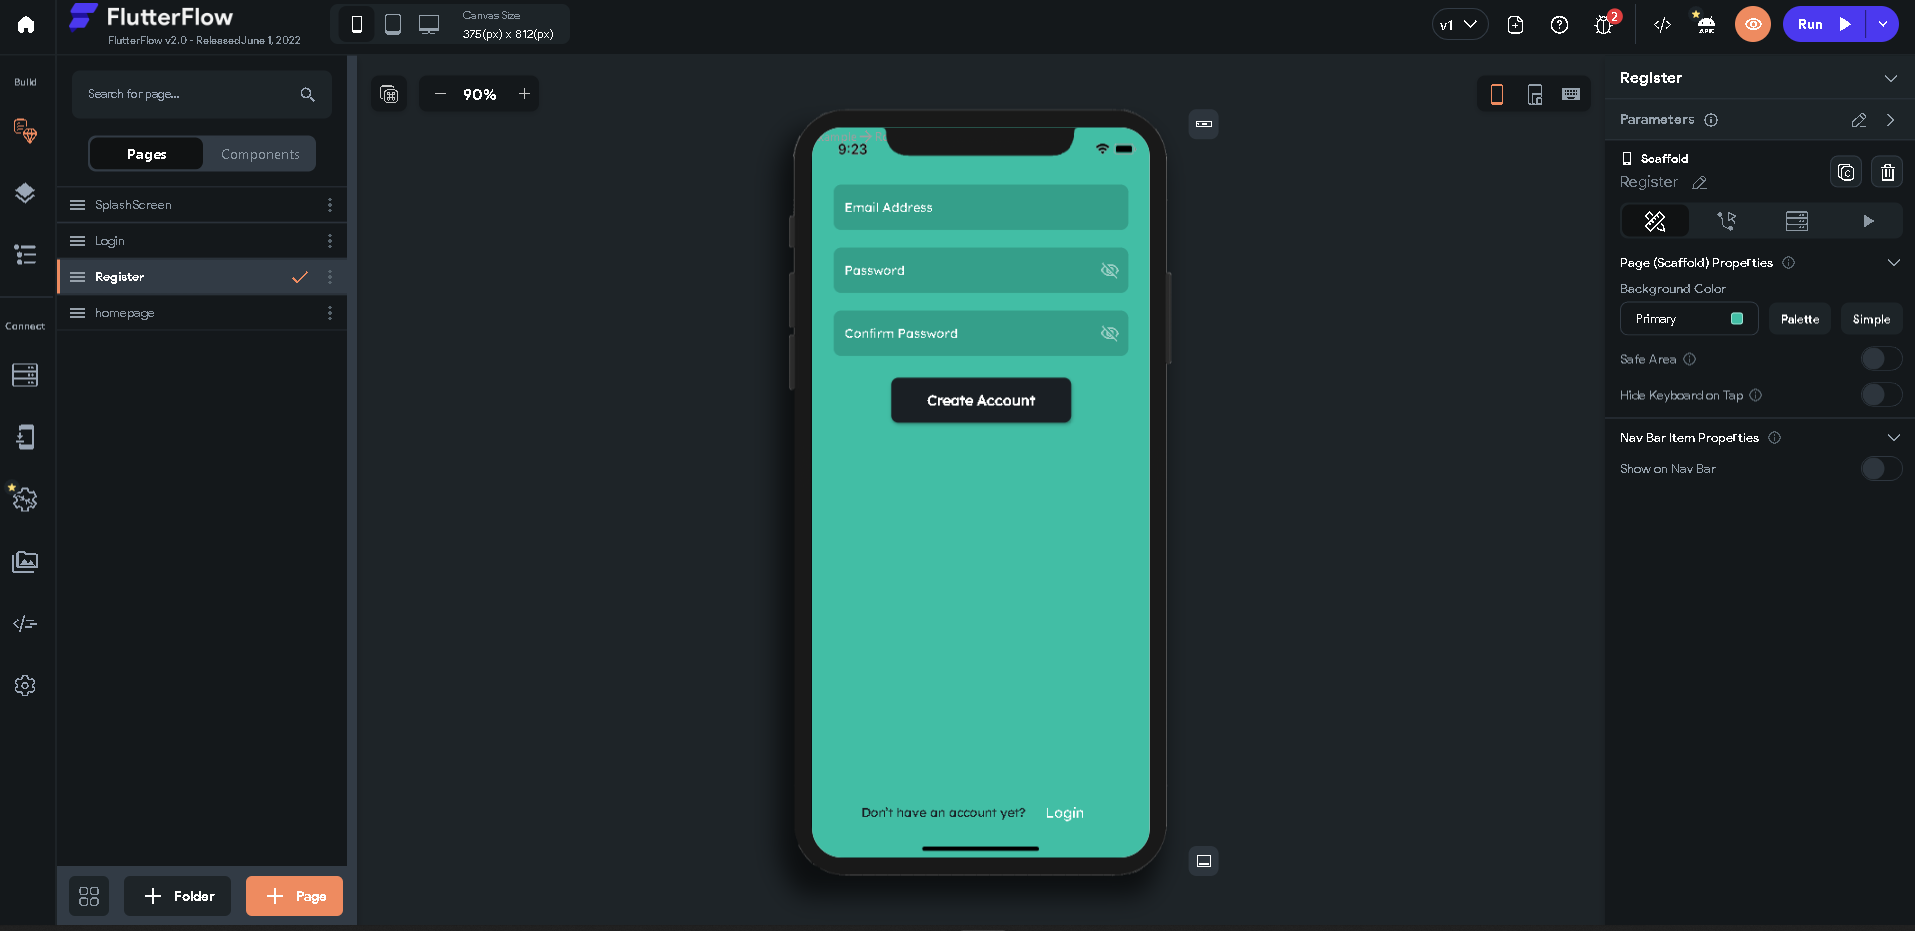 FlutterFlow
FlutterFlow v2.0 - Released June 1, 2022
Canvas Size
375(px) x 812(px)
v1
2
APK
Run
Build
Connect
Search for page...
Pages
Components
SplashScreen
Login
Register
homepage
Folder
Page
90%
9:23
Email Address
Password
Confirm Password
Create Account
Don't have an account yet?
Login
Register
Parameters
Scaffold
Register
Page (Scaffold) Properties
Background Color
Primary
Palette
Simple
Safe Area
Hide Keyboard on Tap
Nav Bar Item Properties
Show on Nav Bar